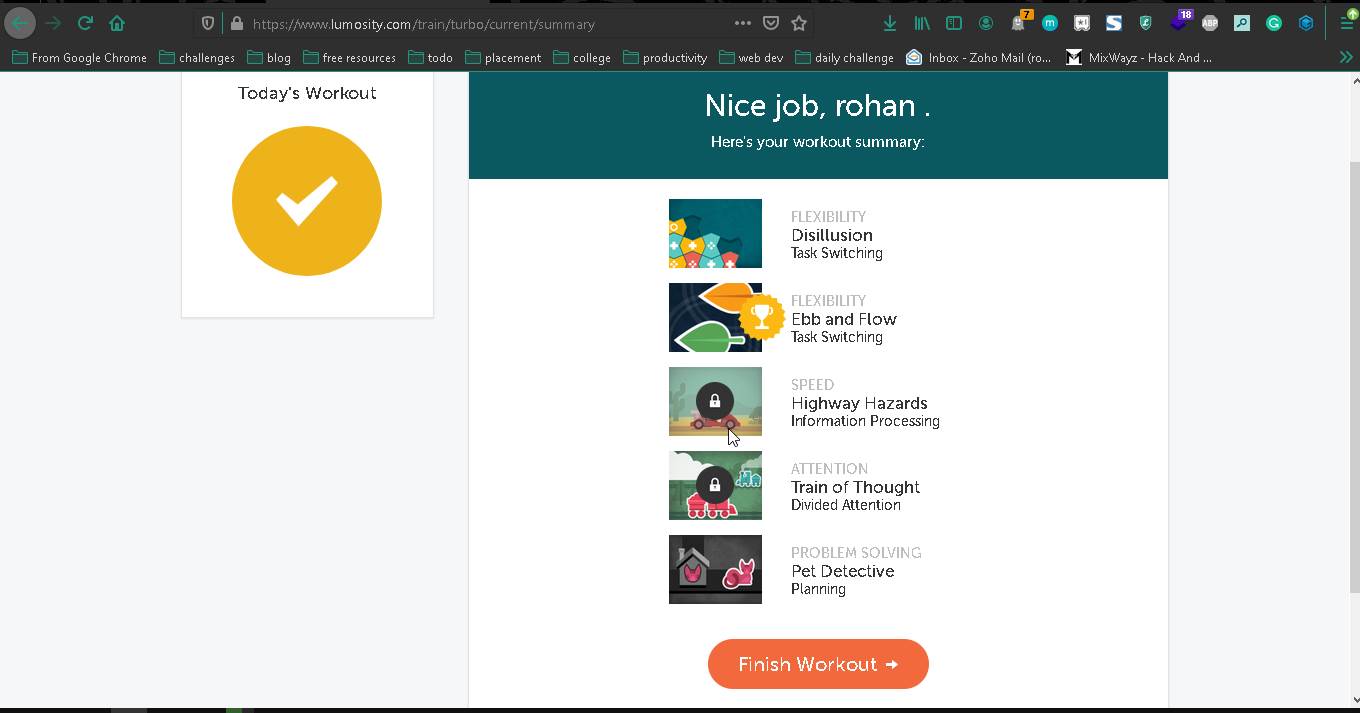 https://www.lumosity.com/train/turbo/current/summary
7
18
ABP
From Google Chrome
challenges
blog
free resources
todo
placement
college
productivity
web dev
daily challenge
Inbox - Zoho Mail (ro...
MixWayz - Hack And ...
Today's Workout
Nice job, rohan .
Here's your workout summary:
FLEXIBILITY
Disillusion
Task Switching
FLEXIBILITY
Ebb and Flow
Task Switching
SPEED
Highway Hazards
Information Processing
ATTENTION
Train of Thought
Divided Attention
PROBLEM SOLVING
Pet Detective
Planning
Finish Workout